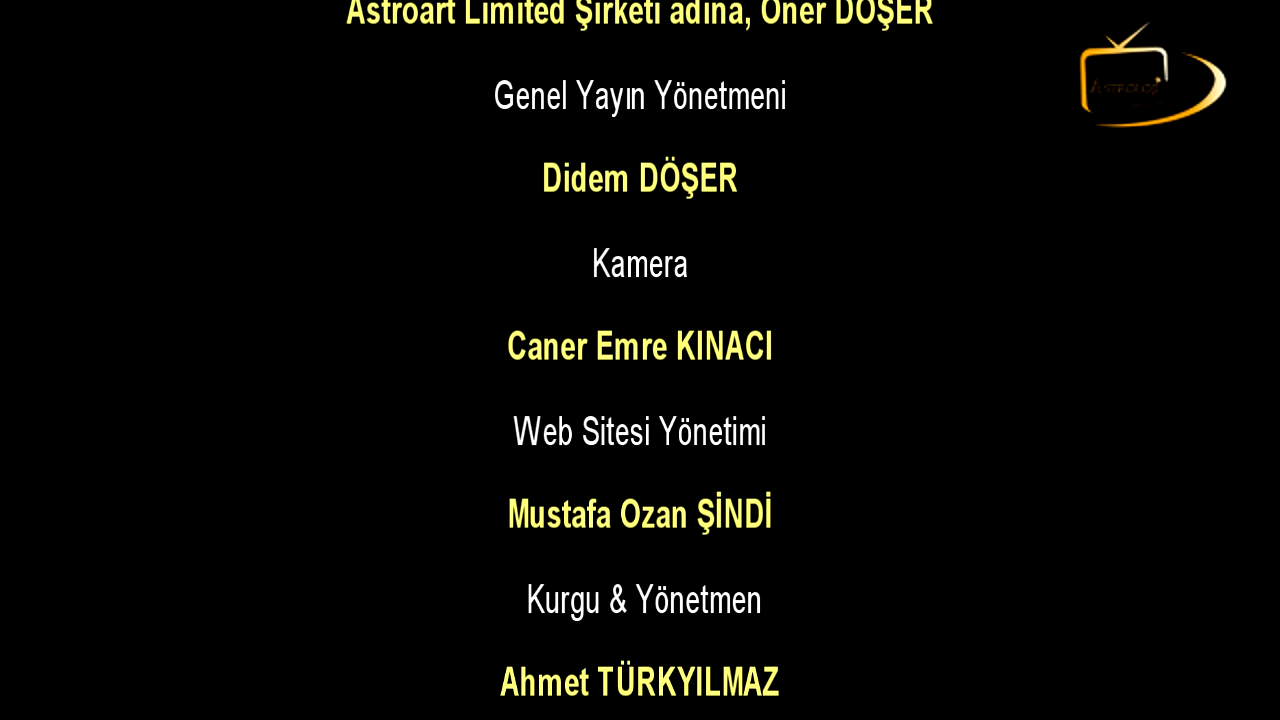 Astroart Limited Şirketi adına, Öner DÖŞER
Genel Yayın Yönetmeni
Didem DÖŞER
Kamera
Caner Emre KINACI
Web Sitesi Yönetimi
Mustafa Ozan ŞİNDİ
Kurgu & Yönetmen
Ahmet TÜRKYILMAZ